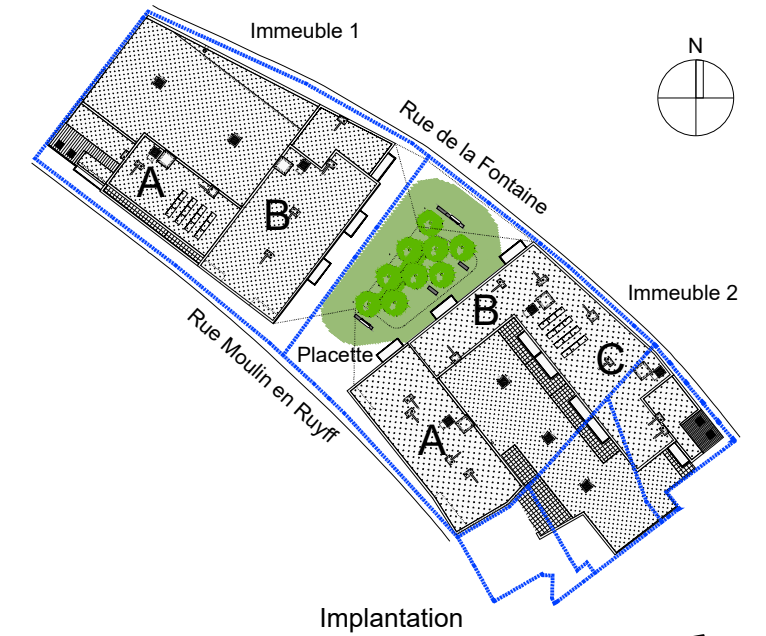 Immeuble 1
N
Rue de la Fontaine
A
B
Immeuble 2
B
Placette
C
Rue Moulin en Ruyff
A
Implantation